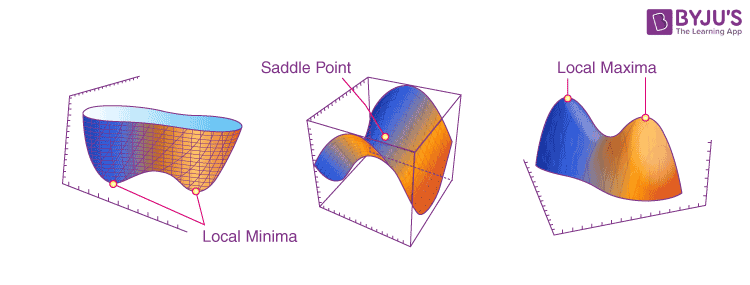 BYJU'S
The Learning App
Saddle Point
Local Maxima
Local Minima